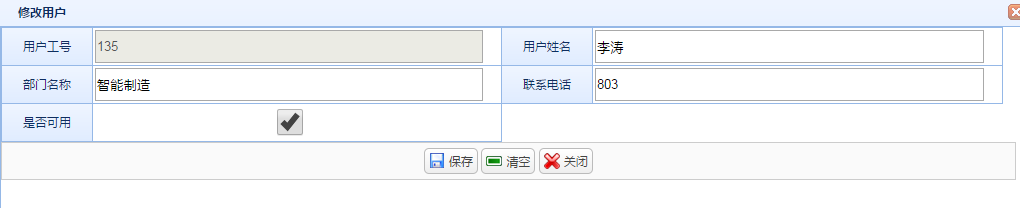 修改用户
用户工号 135 用户姓名 李涛
部门名称 智能制造 联系电话 803
是否可用
保存 清空 关闭